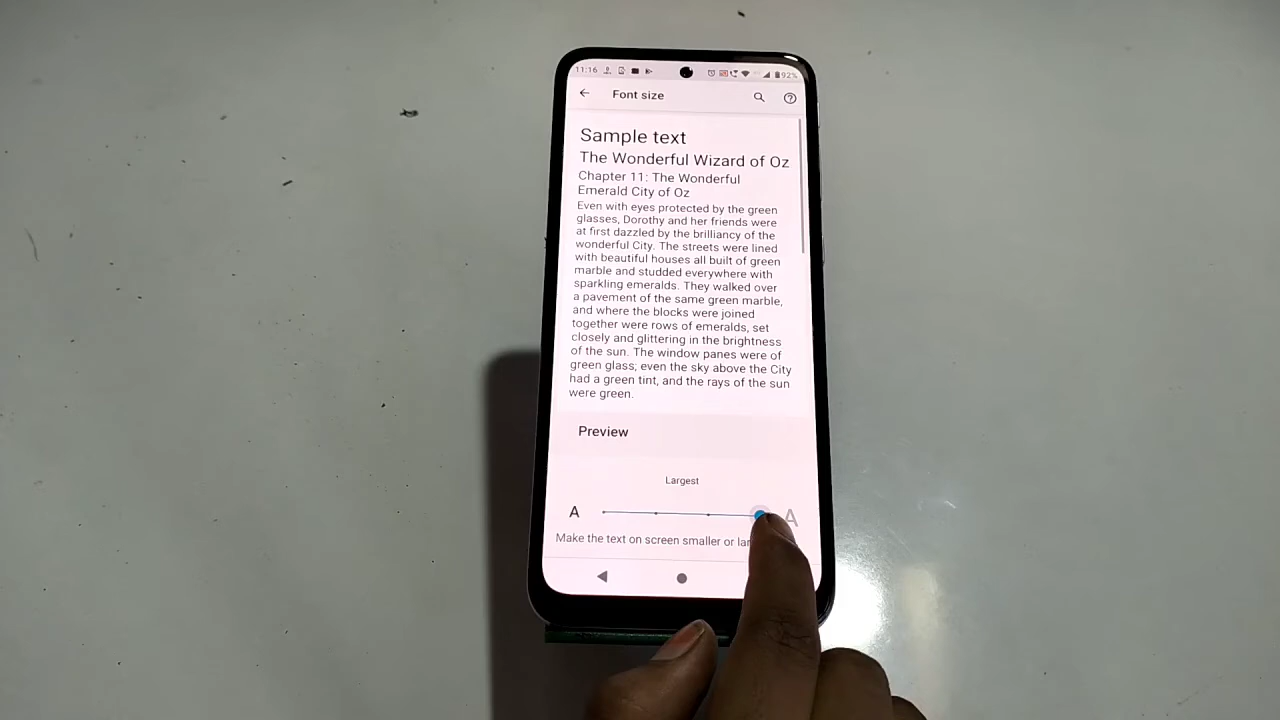 11:16 92%
Font size
Sample text
The Wonderful Wizard of Oz
Chapter 11: The Wonderful
Emerald City of Oz
Even with eyes protected by the green
glasses, Dorothy and her friends were
at first dazzled by the brilliancy of the
wonderful City. The streets were lined
with beautiful houses all built of green
marble and studded everywhere with
sparkling emeralds. They walked over
a pavement of the same green marble,
and where the blocks were joined
together were rows of emeralds, set
closely and glittering in the brightness
of the sun. The window panes were of
green glass; even the sky above the City
had a green tint, and the rays of the sun
were green.
Preview
Largest
A A
Make the text on screen smaller or